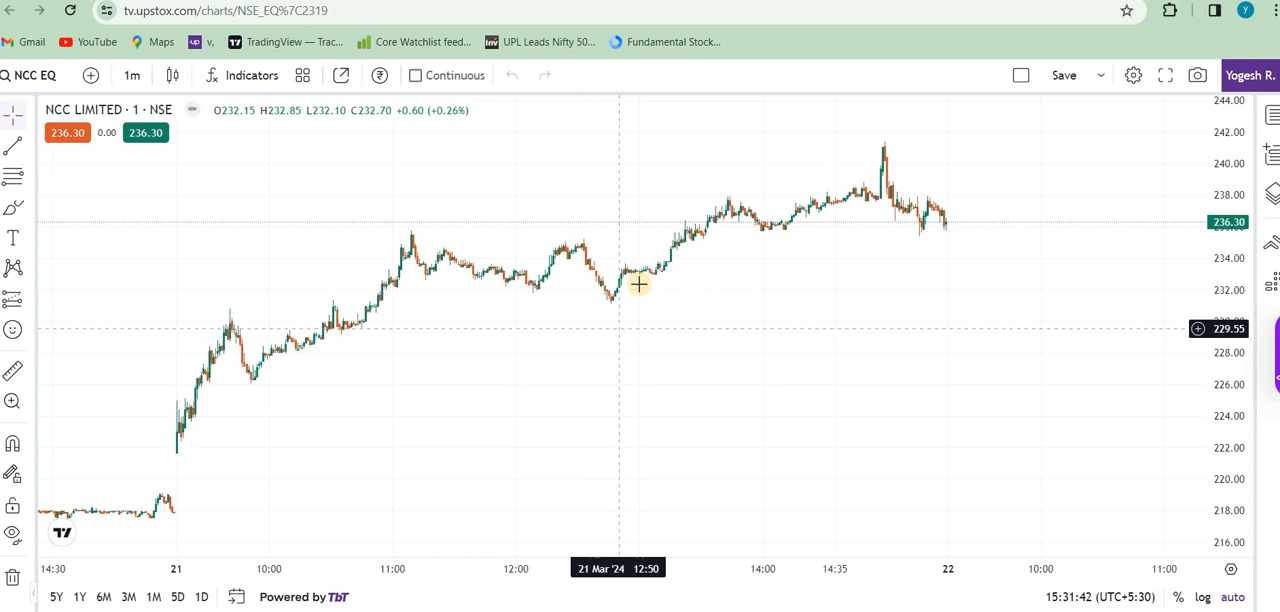 tv.upstox.com/charts/NSE_EQ%7C2319
y
Gmail YouTube Maps up v, TradingView — Trac... Core Watchlist feed... Inv UPL Leads Nifty 50... Fundamental Stock...
NCC EQ 1m Indicators Continuous Save Yogesh R.
NCC LIMITED · 1 · NSE O232.15 H232.85 L232.10 C232.70 +0.60 (+0.26%)
236.30 0.00 236.30
244.00
242.00
240.00
238.00
236.30
234.00
232.00
229.55
228.00
226.00
224.00
222.00
220.00
218.00
216.00
14:30 21 10:00 11:00 12:00 21 Mar '24 12:50 14:00 14:35 22 10:00 11:00
5Y 1Y 6M 3M 1M 5D 1D Powered by TbT 15:31:42 (UTC+5:30) % log auto